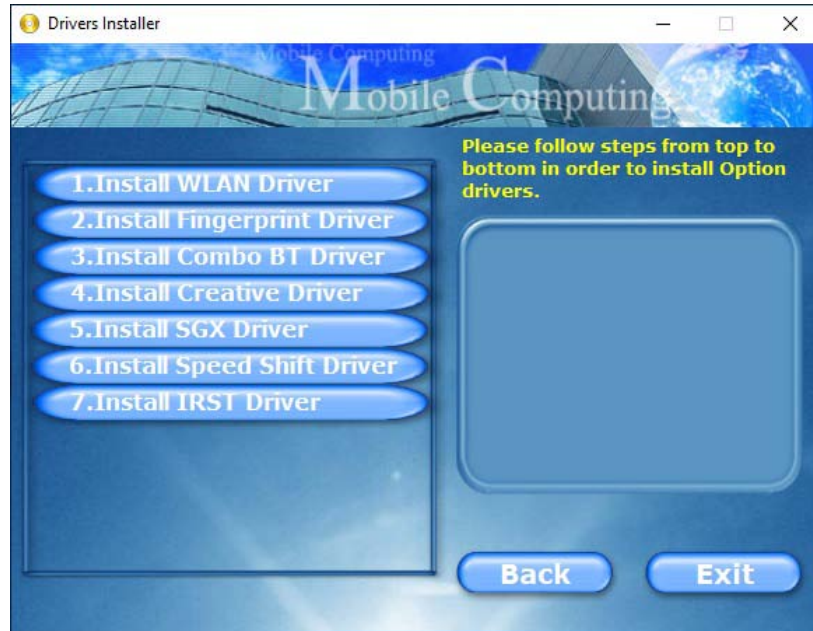 Drivers Installer
Mobile Computing
Mobile Computing
Please follow steps from top to
bottom in order to install Option
drivers.
1.Install WLAN Driver
2.Install Fingerprint Driver
3.Install Combo BT Driver
4.Install Creative Driver
5.Install SGX Driver
6.Install Speed Shift Driver
7.Install IRST Driver
Back
Exit